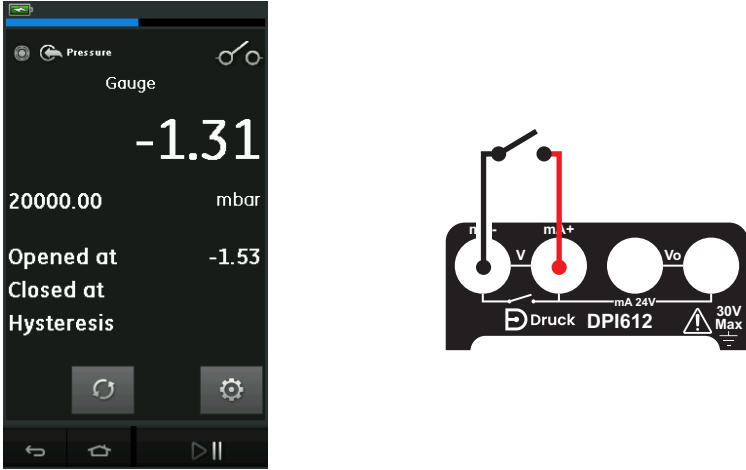 Pressure
Gauge
-1.31
20000.00 mbar
Opened at -1.53
Closed at
Hysteresis
mA+
V Vo
mA 24V
Druck DPI612
30V
Max